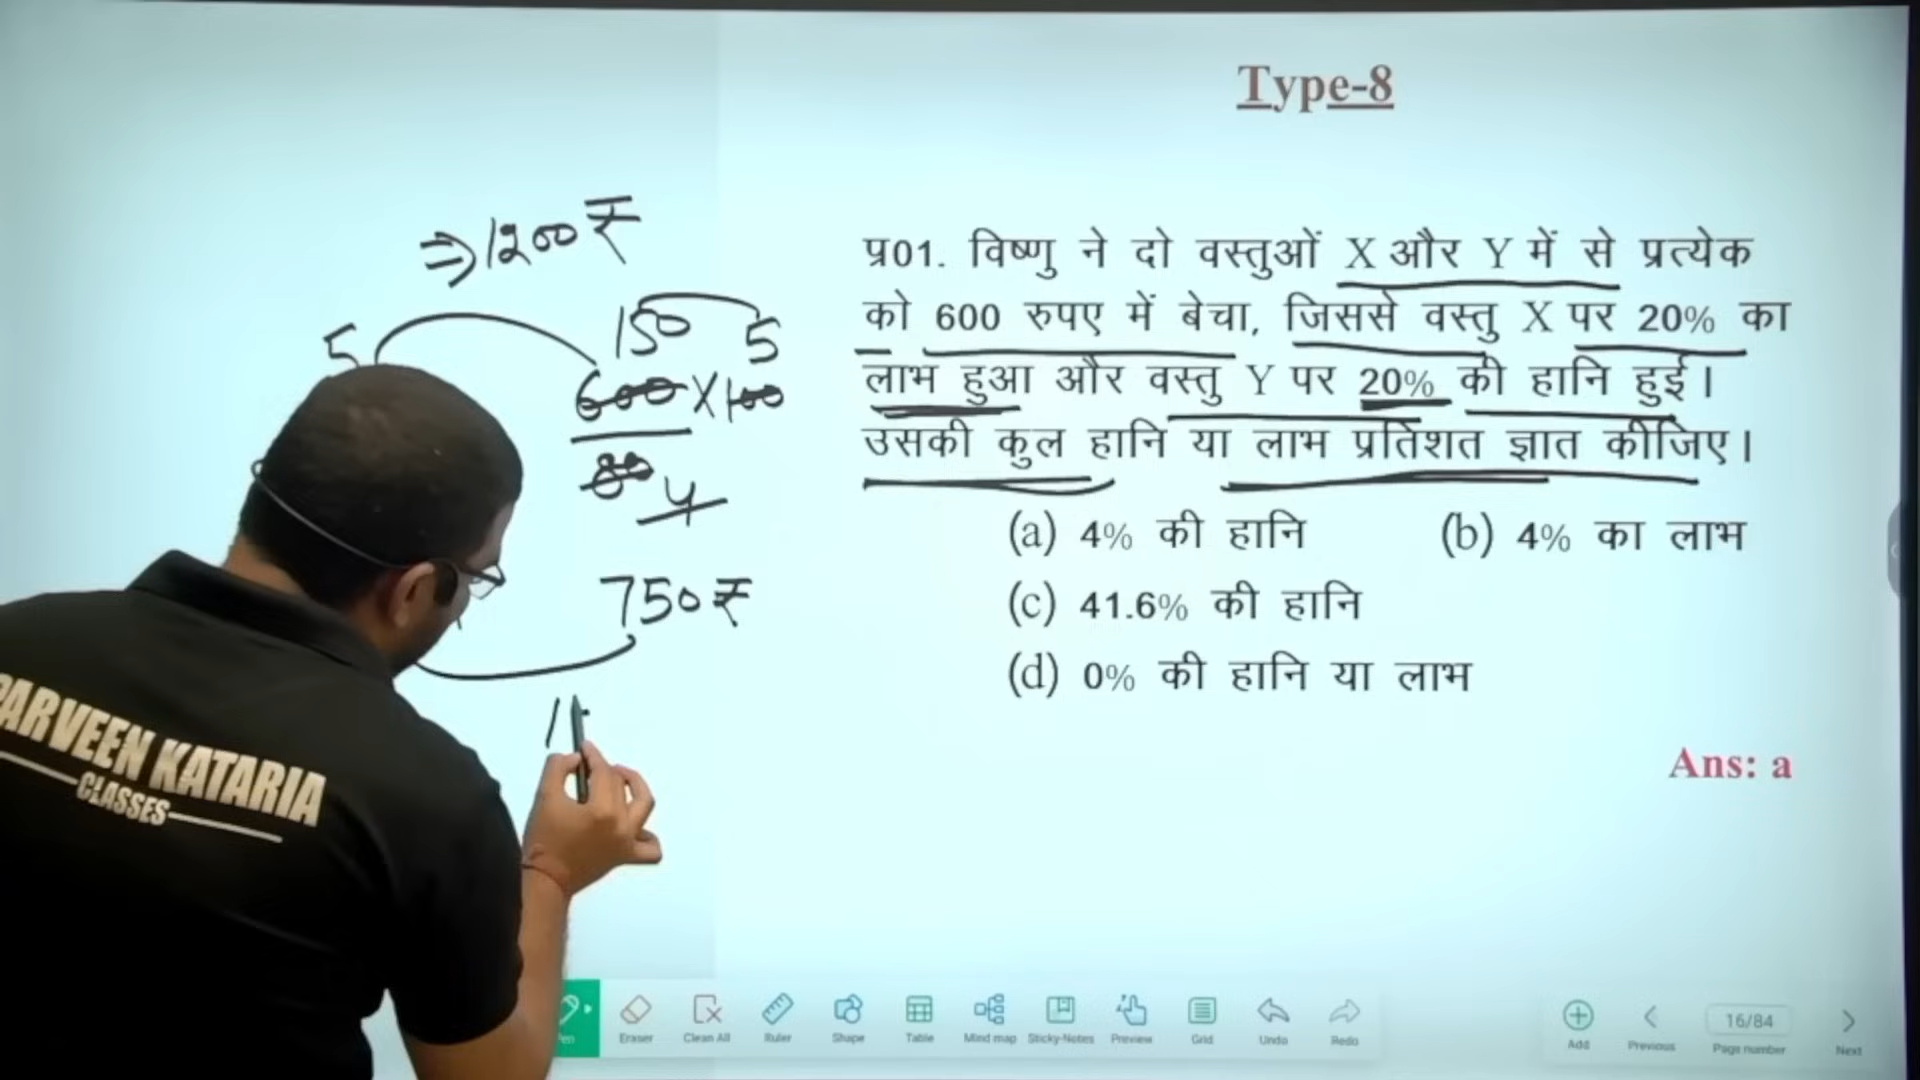 Type-8
⇒1200₹
5
150 5
600 X 100
80 4
750₹
1
प्र01. विष्णु ने दो वस्तुओं X और Y में से प्रत्येक
को 600 रुपए में बेचा, जिससे वस्तु X पर 20% का
लाभ हुआ और वस्तु Y पर 20% की हानि हुई।
उसकी कुल हानि या लाभ प्रतिशत ज्ञात कीजिए।
(a) 4% की हानि (b) 4% का लाभ
(c) 41.6% की हानि
(d) 0% की हानि या लाभ
Ans: a
PARVEEN KATARIA
CLASSES
Pen Eraser Clean All Ruler Shape Table Mind map Sticky-Notes Preview Grid Undo Redo Add Previous 16/84 Page number Next